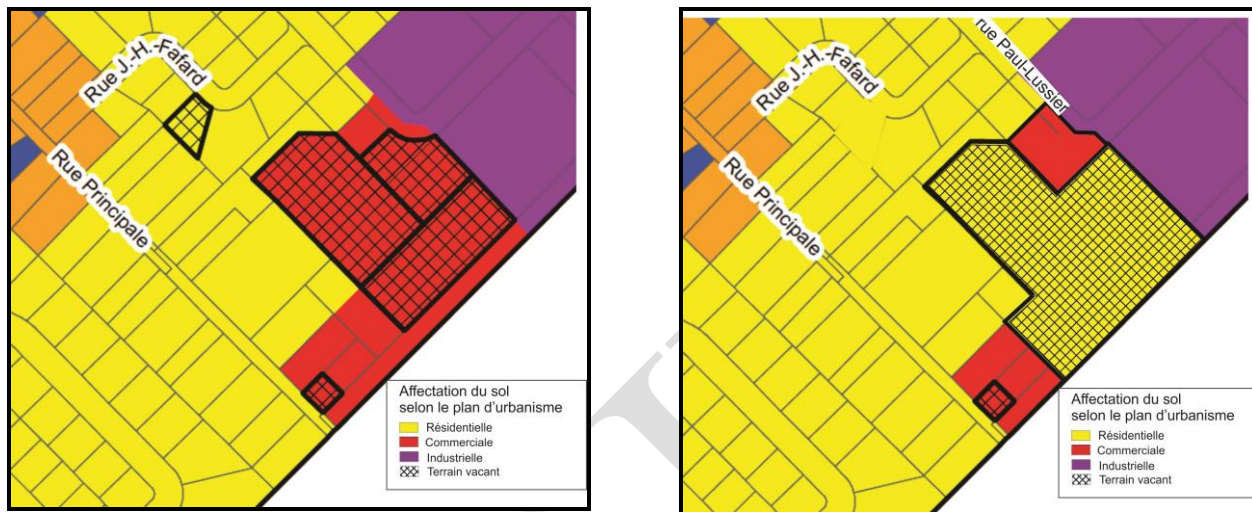 Rue J.-H.-Fafard
Rue Principale
Affectation du sol
selon le plan d'urbanisme
Résidentielle
Commerciale
Industrielle
Terrain vacant
rue Paul-Lussier
Rue J.-H.-Fafard
Rue Principale
Affectation du sol
selon le plan d'urbanisme
Résidentielle
Commerciale
Industrielle
Terrain vacant